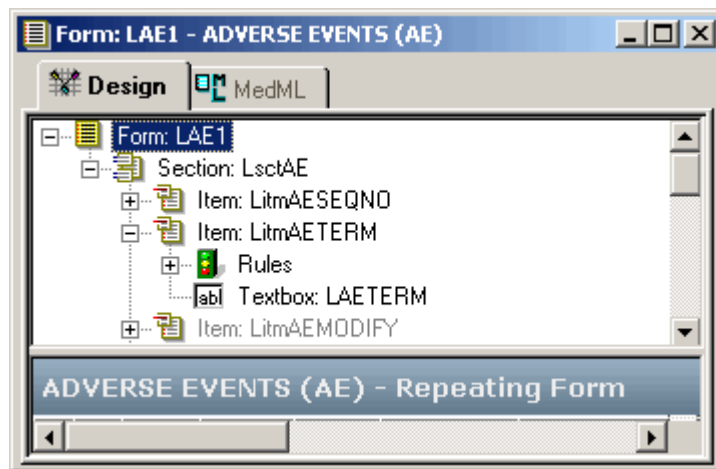 Form: LAE1 - ADVERSE EVENTS (AE)
Design MedML
Form: LAE1
Section: LsctAE
Item: LitmAESEQNO
Item: LitmAETERM
Rules
abl Textbox: LAETERM
Item: LitmAEMODIFY
ADVERSE EVENTS (AE) - Repeating Form